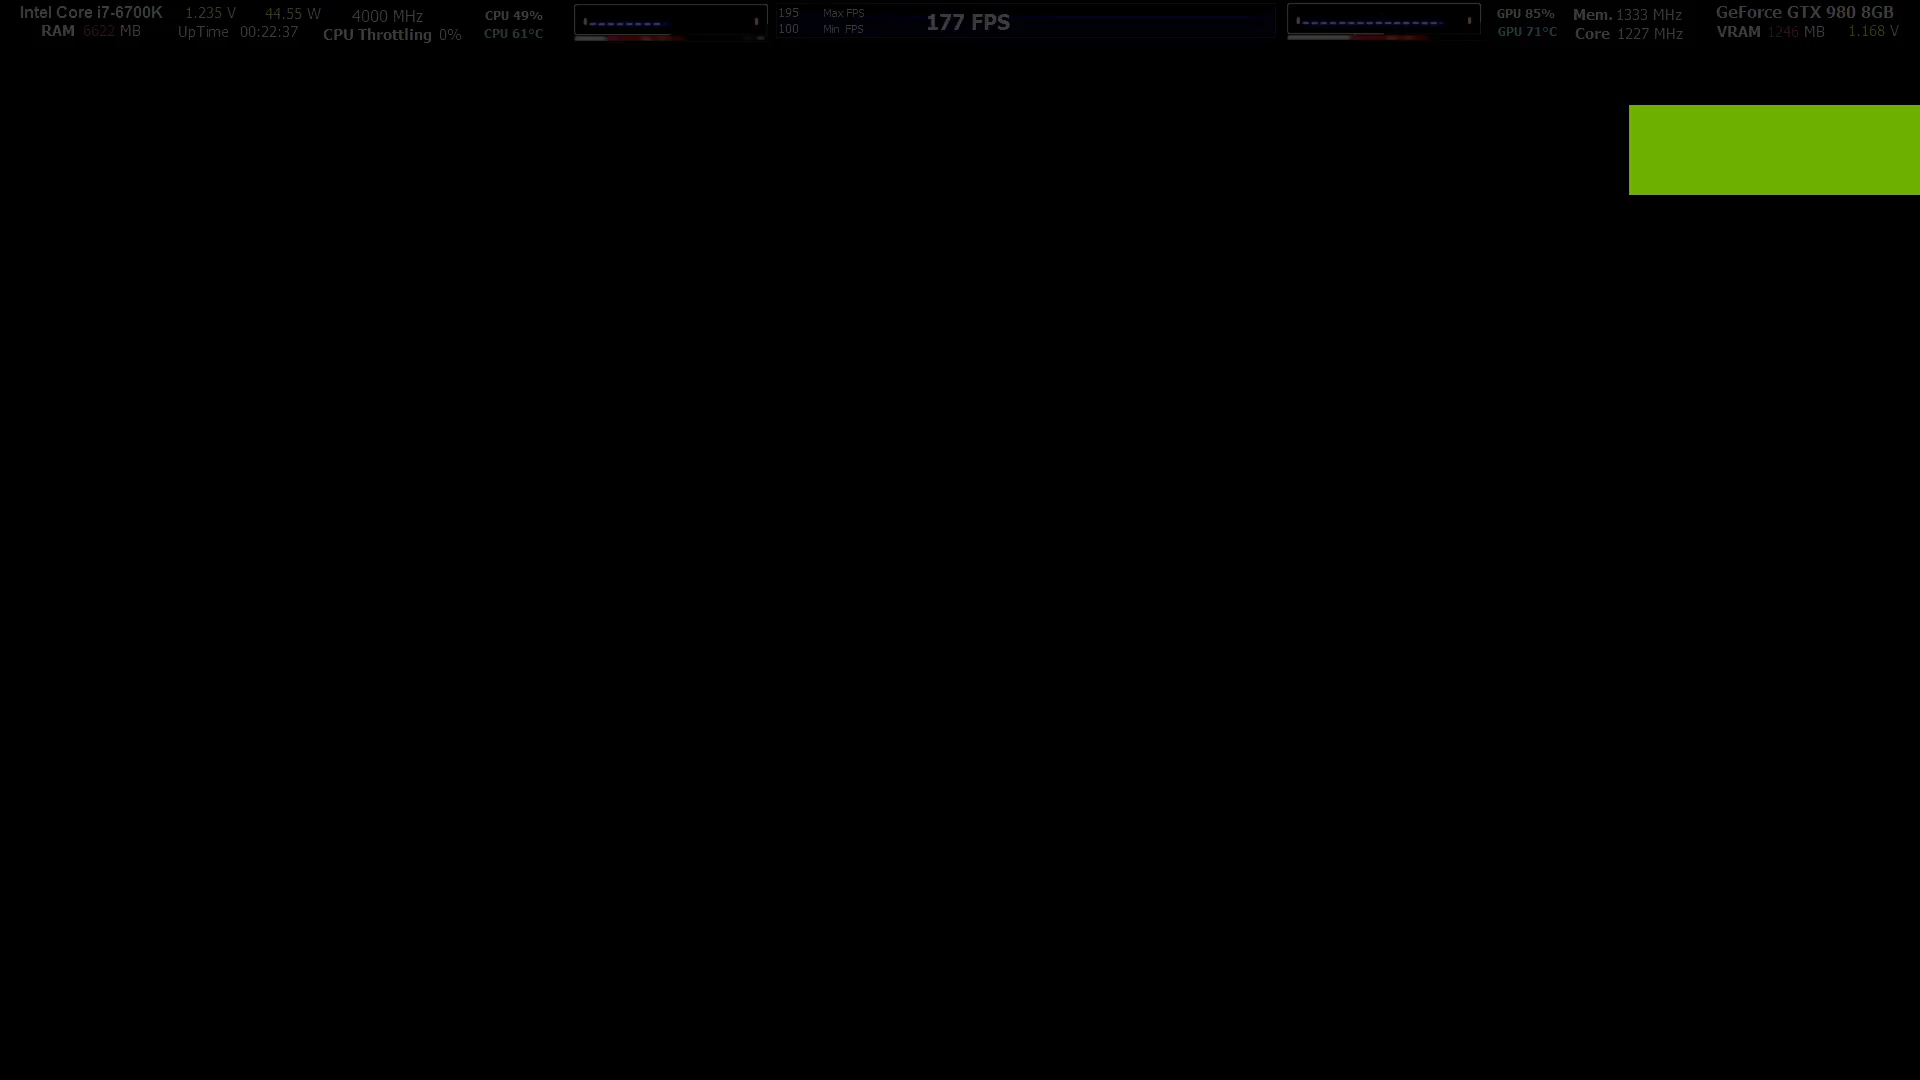 Intel Core i7-6700K 1.235 V 44.55 W 4000 MHz CPU 49% 195 Max FPS 177 FPS GPU 85% Mem. 1333 MHz GeForce GTX 980 8GB
RAM 6622 MB UpTime 00:22:37 CPU Throttling 0% CPU 61°C 100 Min FPS GPU 71°C Core 1227 MHz VRAM 1246 MB 1.168 V